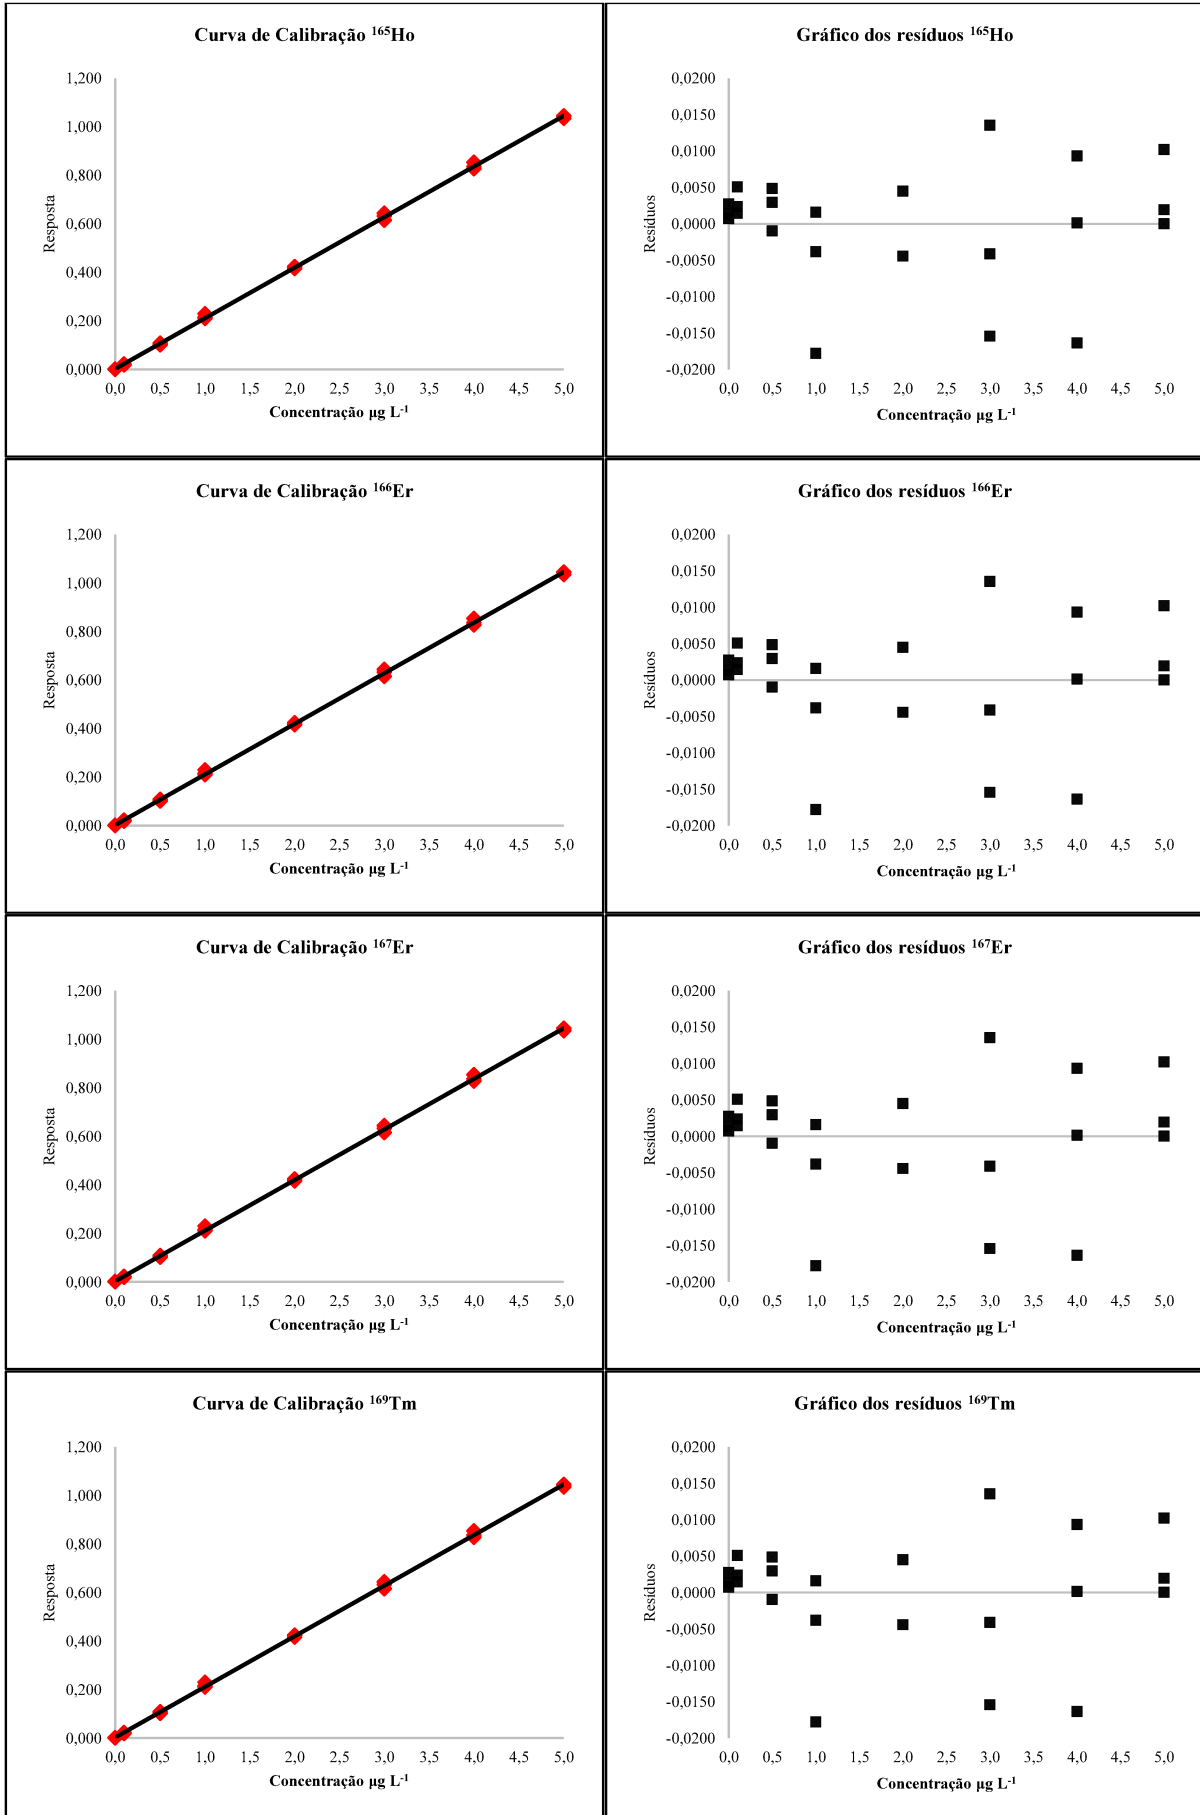 Curva de Calibração ¹⁶⁵Ho
1,200
1,000
0,800
0,600
0,400
0,200
0,000
Resposta
0,0 0,5 1,0 1,5 2,0 2,5 3,0 3,5 4,0 4,5 5,0
Concentração µg L⁻¹
Gráfico dos resíduos ¹⁶⁵Ho
0,0200
0,0150
0,0100
0,0050
0,0000
-0,0050
-0,0100
-0,0150
-0,0200
Resíduos
0,0 0,5 1,0 1,5 2,0 2,5 3,0 3,5 4,0 4,5 5,0
Concentração µg L⁻¹
Curva de Calibração ¹⁶⁶Er
1,200
1,000
0,800
0,600
0,400
0,200
0,000
Resposta
0,0 0,5 1,0 1,5 2,0 2,5 3,0 3,5 4,0 4,5 5,0
Concentração µg L⁻¹
Gráfico dos resíduos ¹⁶⁶Er
0,0200
0,0150
0,0100
0,0050
0,0000
-0,0050
-0,0100
-0,0150
-0,0200
Resíduos
0,0 0,5 1,0 1,5 2,0 2,5 3,0 3,5 4,0 4,5 5,0
Concentração µg L⁻¹
Curva de Calibração ¹⁶⁷Er
1,200
1,000
0,800
0,600
0,400
0,200
0,000
Resposta
0,0 0,5 1,0 1,5 2,0 2,5 3,0 3,5 4,0 4,5 5,0
Concentração µg L⁻¹
Gráfico dos resíduos ¹⁶⁷Er
0,0200
0,0150
0,0100
0,0050
0,0000
-0,0050
-0,0100
-0,0150
-0,0200
Resíduos
0,0 0,5 1,0 1,5 2,0 2,5 3,0 3,5 4,0 4,5 5,0
Concentração µg L⁻¹
Curva de Calibração ¹⁶⁹Tm
1,200
1,000
0,800
0,600
0,400
0,200
0,000
Resposta
0,0 0,5 1,0 1,5 2,0 2,5 3,0 3,5 4,0 4,5 5,0
Concentração µg L⁻¹
Gráfico dos resíduos ¹⁶⁹Tm
0,0200
0,0150
0,0100
0,0050
0,0000
-0,0050
-0,0100
-0,0150
-0,0200
Resíduos
0,0 0,5 1,0 1,5 2,0 2,5 3,0 3,5 4,0 4,5 5,0
Concentração µg L⁻¹